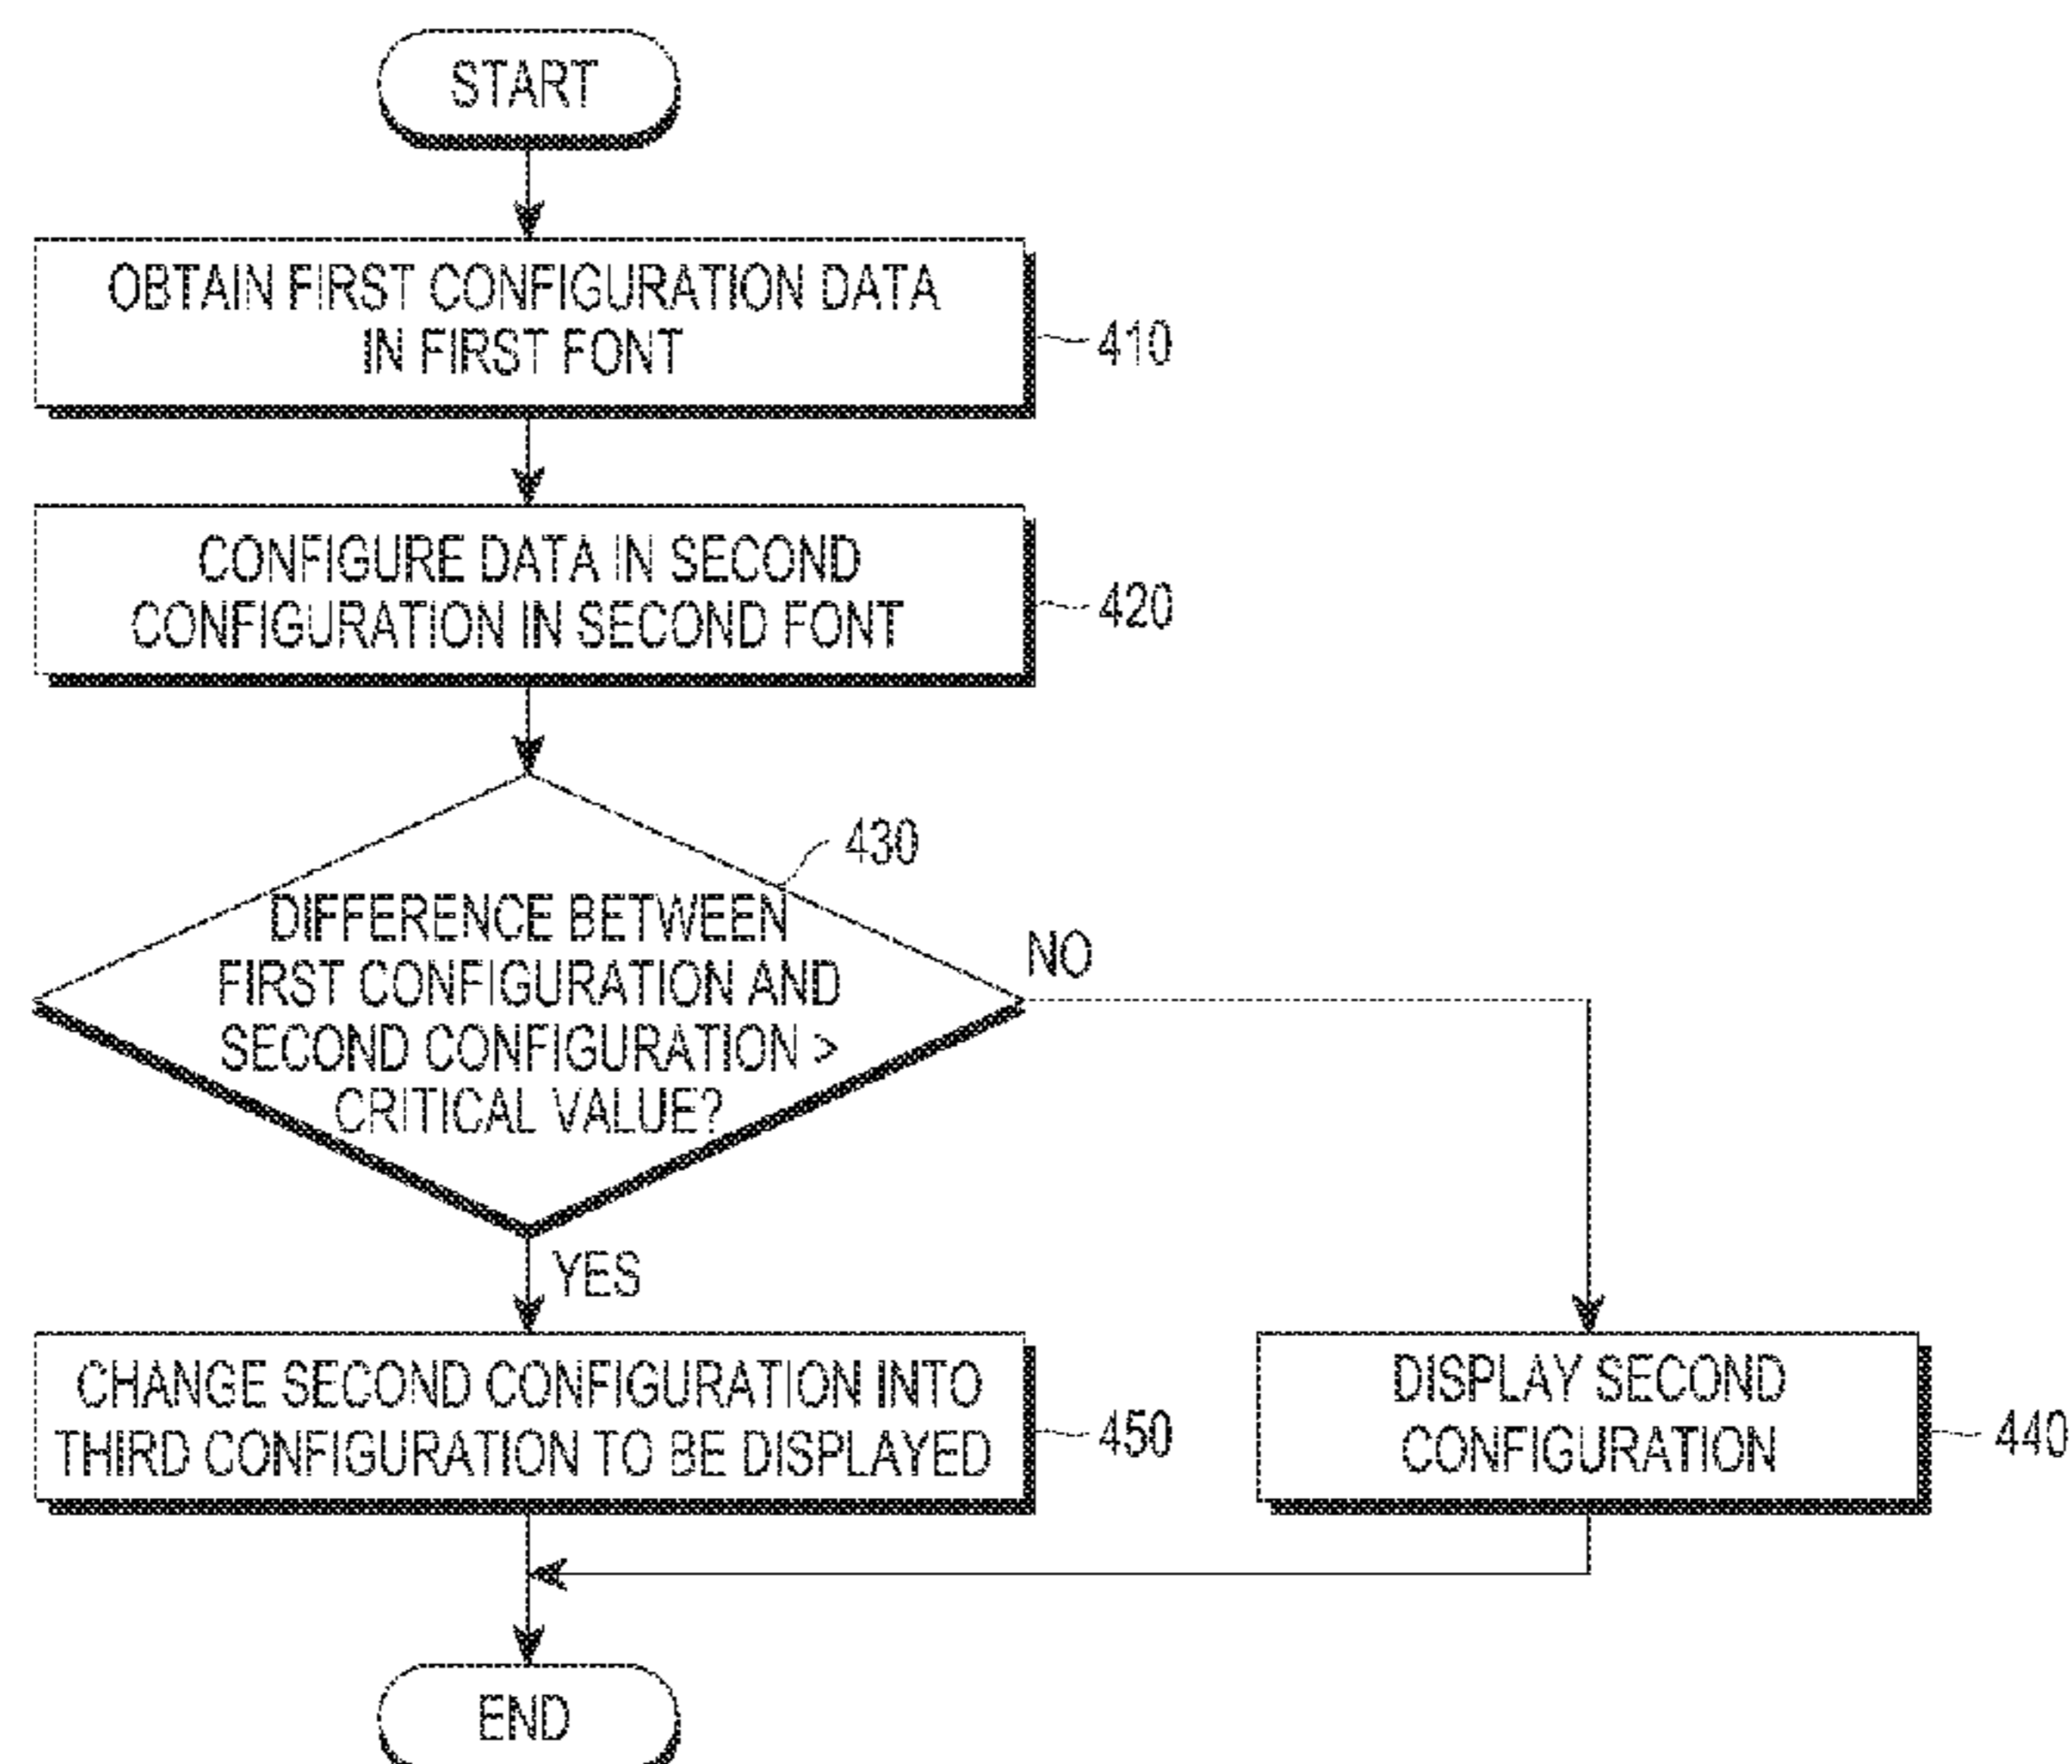 START
OBTAIN FIRST CONFIGURATION DATA
IN FIRST FONT
410
CONFIGURE DATA IN SECOND
CONFIGURATION IN SECOND FONT
420
430
DIFFERENCE BETWEEN
FIRST CONFIGURATION AND
SECOND CONFIGURATION >
CRITICAL VALUE?
NO
YES
CHANGE SECOND CONFIGURATION INTO
THIRD CONFIGURATION TO BE DISPLAYED
450
DISPLAY SECOND
CONFIGURATION
440
END